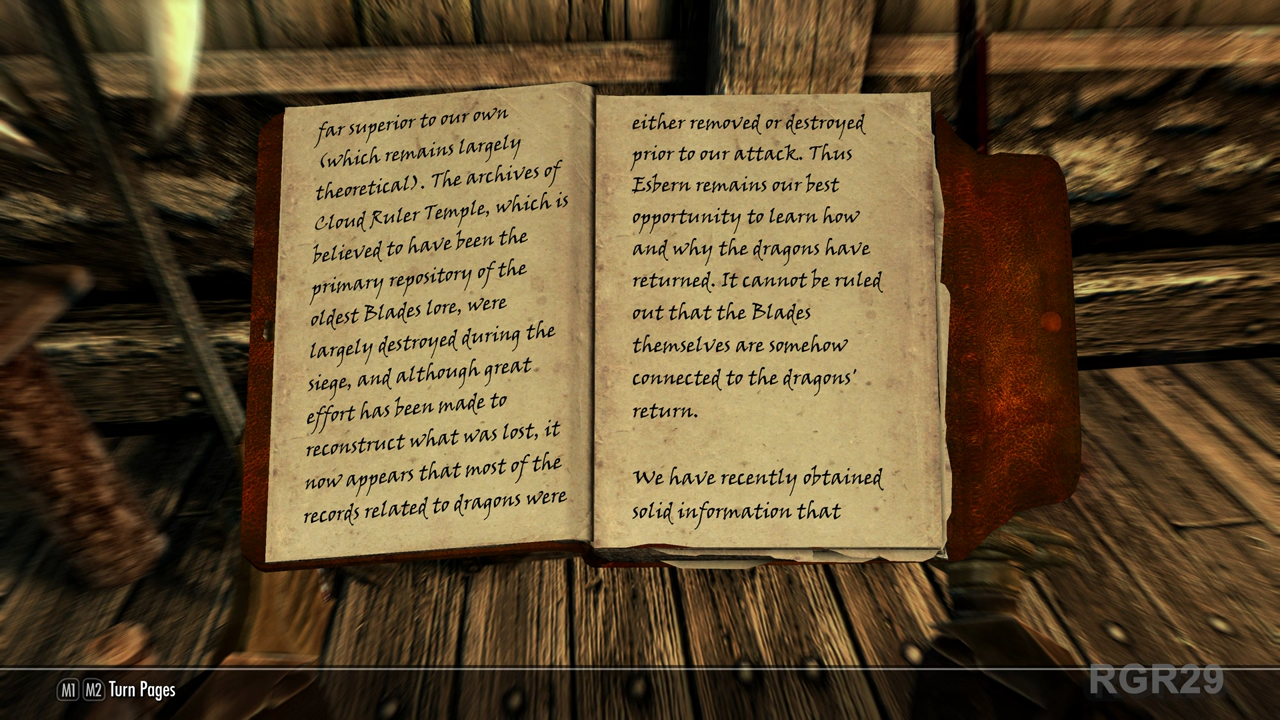 far superior to our own
(which remains largely
theoretical). The archives of
Cloud Ruler Temple, which is
believed to have been the
primary repository of the
oldest Blades lore, were
largely destroyed during the
siege, and although great
effort has been made to
reconstruct what was lost, it
now appears that most of the
records related to dragons were
either removed or destroyed
prior to our attack. Thus
Esbern remains our best
opportunity to learn how
and why the dragons have
returned. It cannot be ruled
out that the Blades
themselves are somehow
connected to the dragons'
return.
We have recently obtained
solid information that
M1 M2 Turn Pages
RGR29